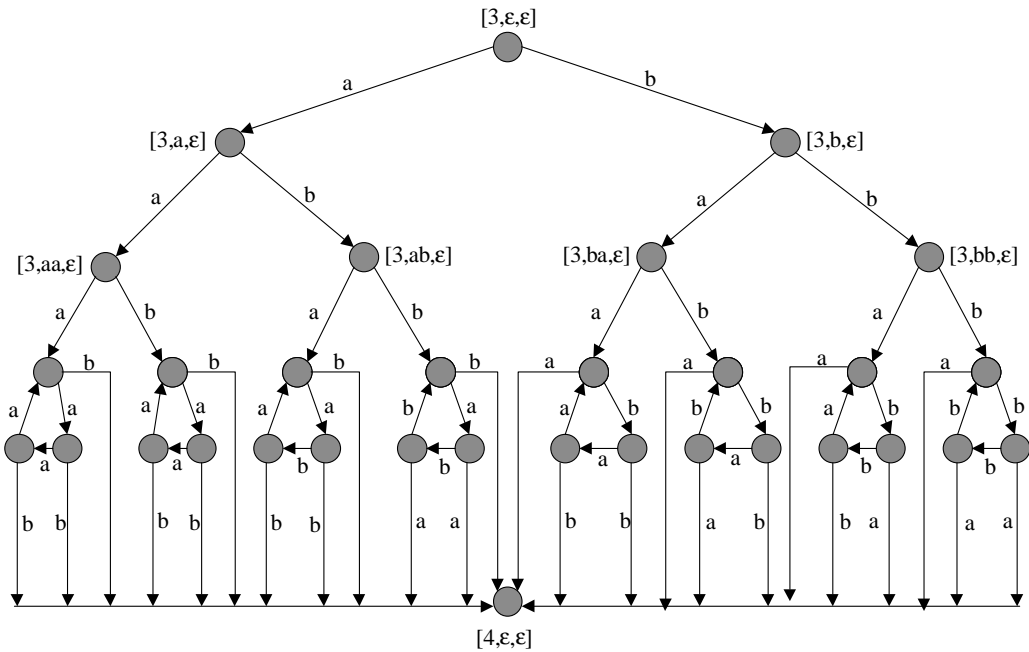 [3,ε,ε]
a b
[3,a,ε] [3,b,ε]
a b a b
[3,aa,ε] [3,ab,ε] [3,ba,ε] [3,bb,ε]
a b a b a b a b
b b b b a a a a
a a a a a a b a a b b b a b b b
a a b b a a b b
b b b b b b a a b b a b b a a a
[4,ε,ε]